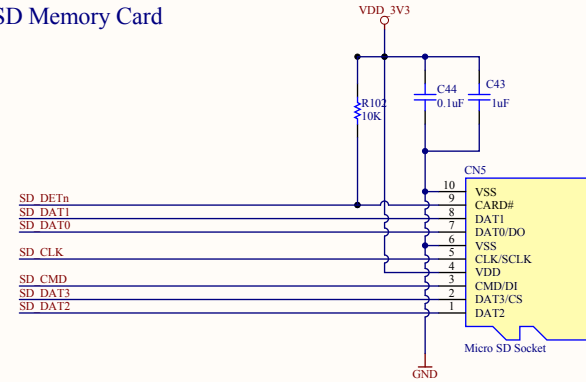 SD Memory Card
VDD_3V3
C44
0.1uF
C43
1uF
R102
10K
CN5
10 VSS
SD_DETn 9 CARD#
SD_DAT1 8 DAT1
SD_DAT0 7 DAT0/DO
6 VSS
SD_CLK 5 CLK/SCLK
4 VDD
SD_CMD 3 CMD/DI
SD_DAT3 2 DAT3/CS
SD_DAT2 1 DAT2
Micro SD Socket
GND